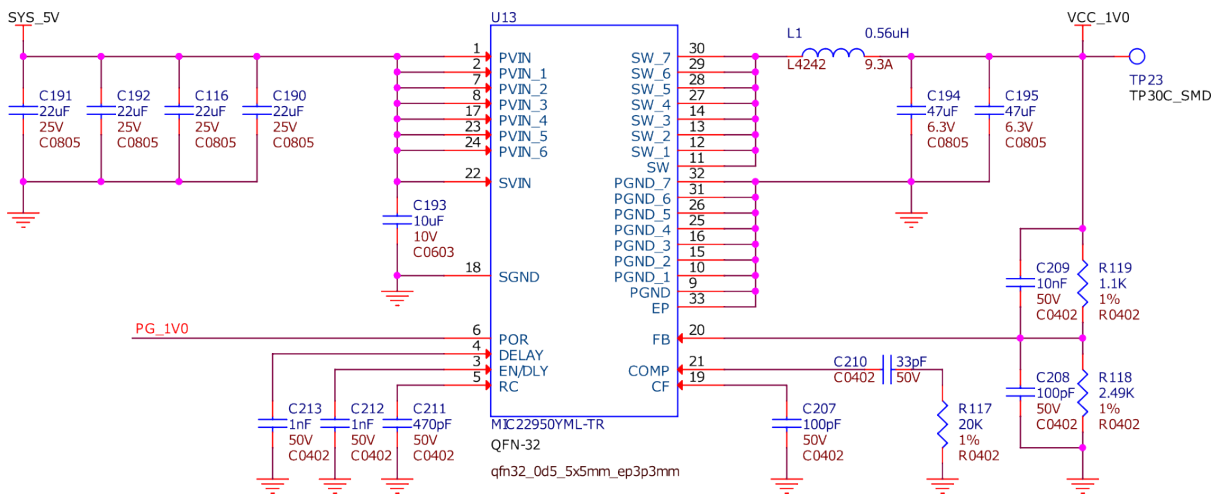 SYS_5V
U13
VCC_1V0
L1
0.56uH
L4242
9.3A
TP23
TP30C_SMD
C191
22uF
25V
C0805
C192
22uF
25V
C0805
C116
22uF
25V
C0805
C190
22uF
25V
C0805
1
2
7
8
17
23
24
22
18
6
4
3
5
PVIN
PVIN_1
PVIN_2
PVIN_3
PVIN_4
PVIN_5
PVIN_6
SVIN
SGND
POR
DELAY
EN/DLY
RC
SW_7
SW_6
SW_5
SW_4
SW_3
SW_2
SW_1
SW
PGND_7
PGND_6
PGND_5
PGND_4
PGND_3
PGND_2
PGND_1
PGND
EP
FB
COMP
CF
30
29
28
27
14
13
12
11
32
31
26
25
16
15
10
9
33
20
21
19
C194
47uF
6.3V
C0805
C195
47uF
6.3V
C0805
C193
10uF
10V
C0603
C209
10nF
50V
C0402
R119
1.1K
1%
R0402
PG_1V0
C210
33pF
C0402
50V
C208
100pF
50V
C0402
R118
2.49K
1%
R0402
C213
1nF
50V
C0402
C212
1nF
50V
C0402
C211
470pF
50V
C0402
C207
100pF
50V
C0402
R117
20K
1%
R0402
MIC22950YML-TR
QFN-32
qfn32_0d5_5x5mm_ep3p3mm